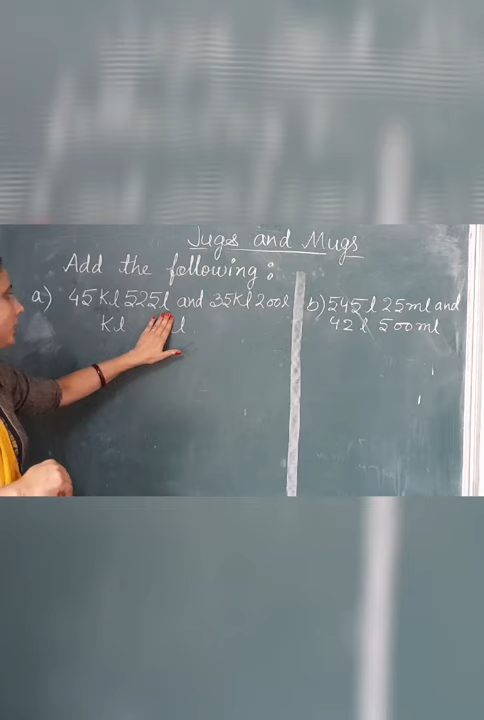 Jugs and Mugs
Add the following :
a) 45 Kl 525 l and 35 Kl 200 l
Kl l
b) 545 l 25 ml and
42 l 500 ml